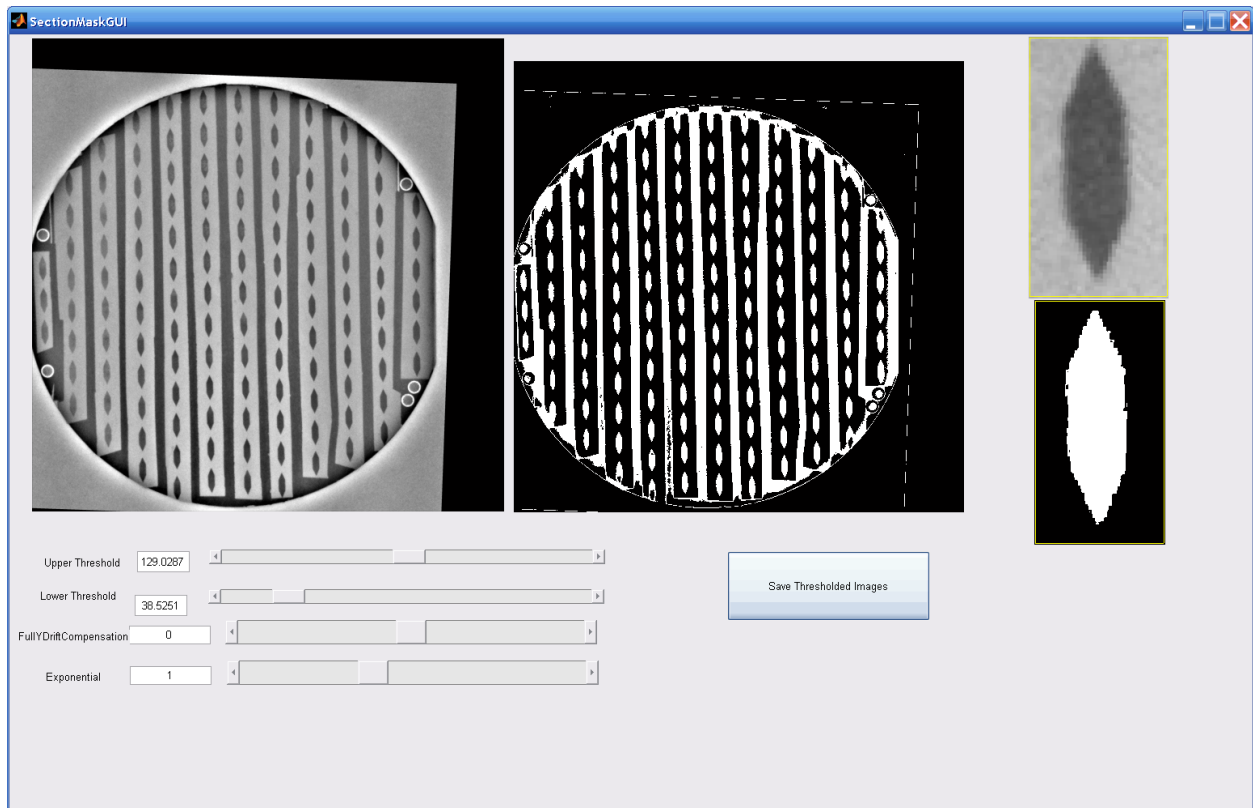 SectionMaskGUI
Upper Threshold 129.0287
Save Thresholded Images
Lower Threshold 38.5251
FullYDriftCompensation 0
Exponential 1